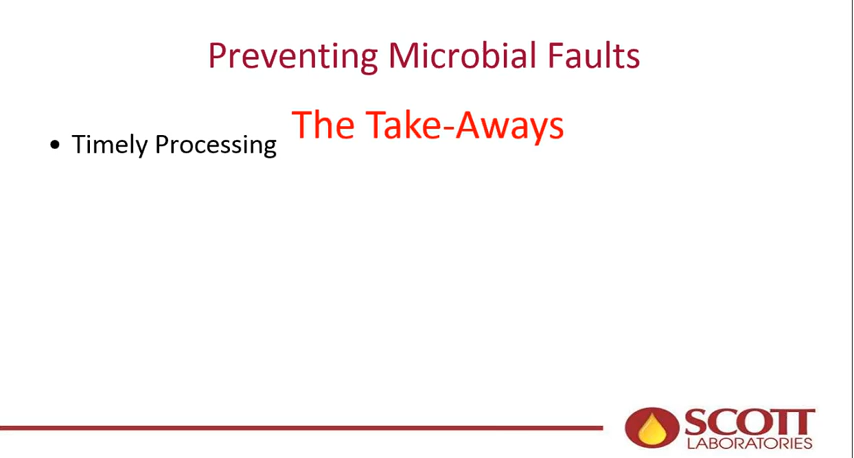 Preventing Microbial Faults
The Take-Aways
• Timely Processing
SCOTT
LABORATORIES